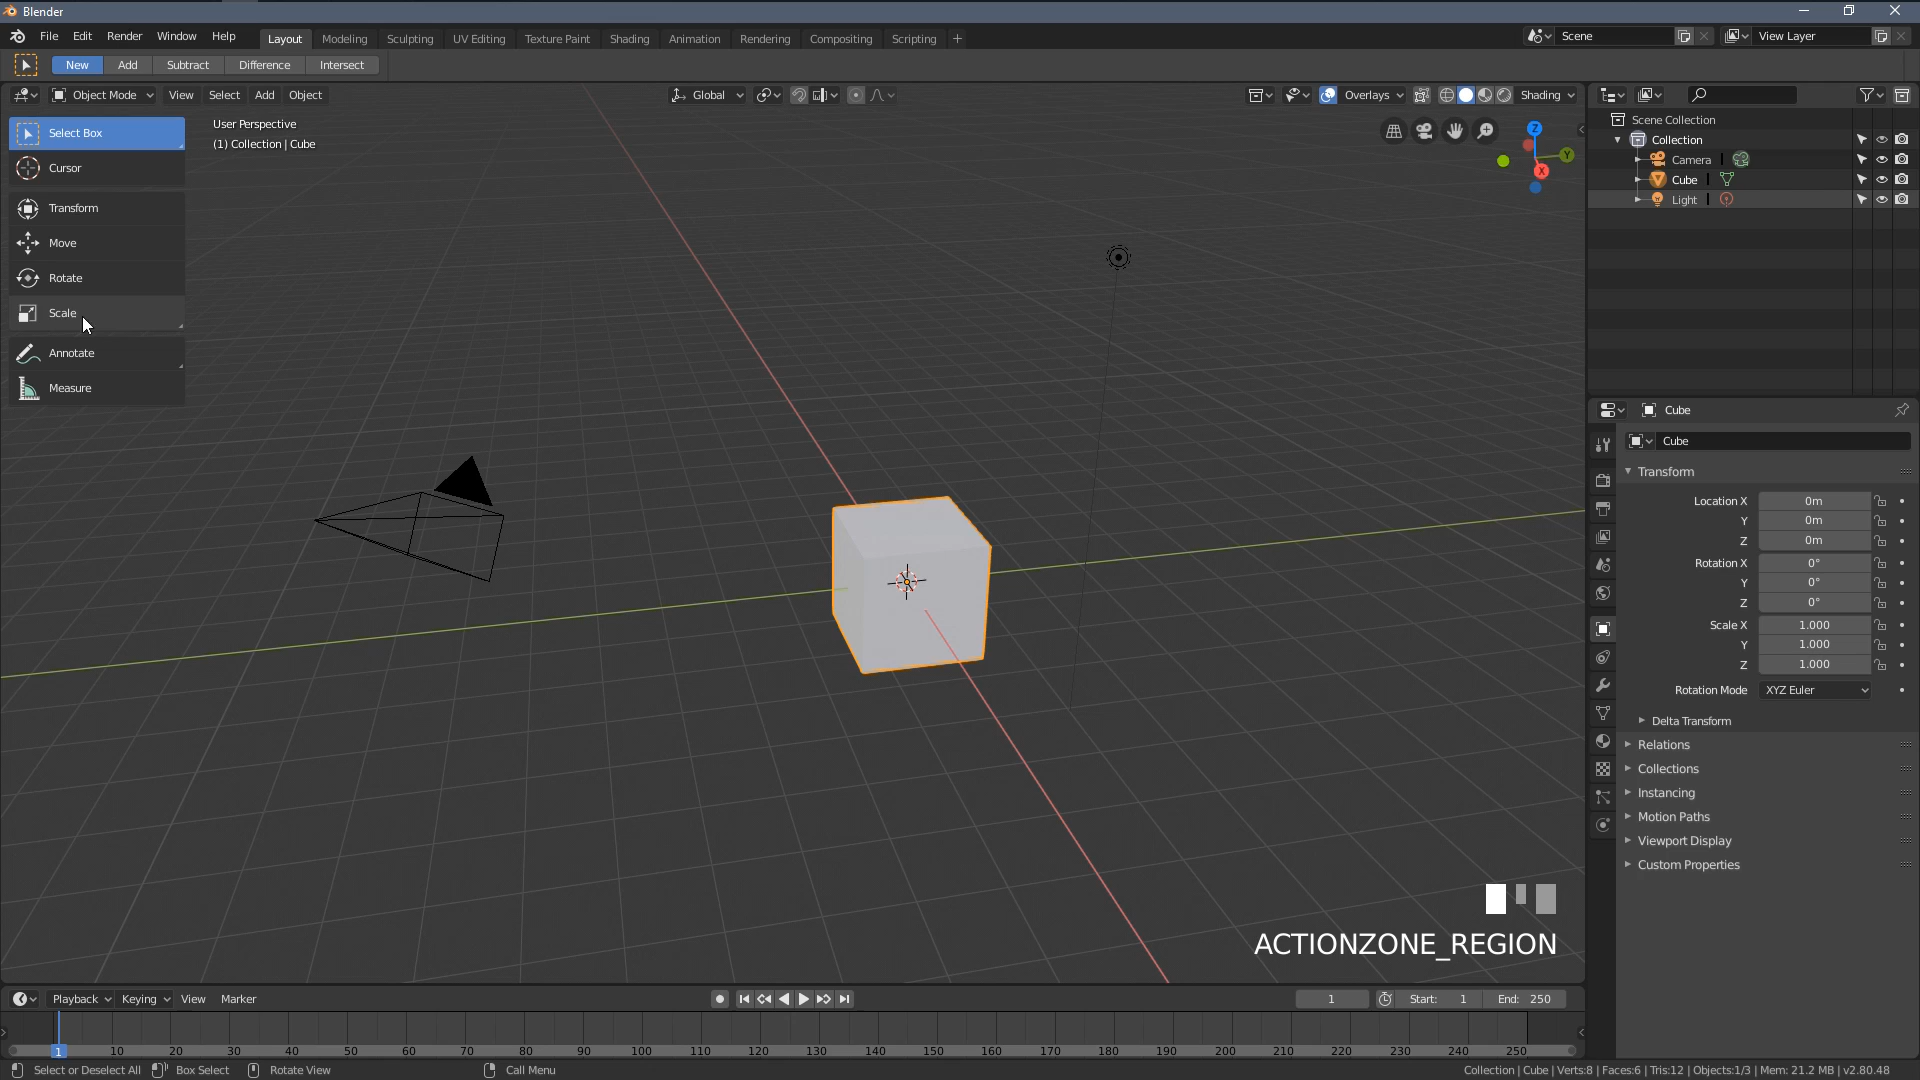 Blender
File Edit Render Window Help Layout Modeling Sculpting UV Editing Texture Paint Shading Animation Rendering Compositing Scripting + Scene View Layer
New Add Subtract Difference Intersect
Object Mode View Select Add Object Global Overlays Shading
Select Box
Cursor
Transform
Move
Rotate
Scale
Annotate
Measure
User Perspective
(1) Collection | Cube
Z
Y
X
Scene Collection
Collection
Camera
Cube
Light
Cube
Cube
Transform
Location X 0m
Y 0m
Z 0m
Rotation X 0°
Y 0°
Z 0°
Scale X 1.000
Y 1.000
Z 1.000
Rotation Mode XYZ Euler
Delta Transform
Relations
Collections
Instancing
Motion Paths
Viewport Display
Custom Properties
ACTIONZONE_REGION
Playback Keying View Marker 1 Start: 1 End: 250
1 10 20 30 40 50 60 70 80 90 100 110 120 130 140 150 160 170 180 190 200 210 220 230 240 250
Select or Deselect All Box Select Rotate View Call Menu Collection | Cube | Verts:8 | Faces:6 | Tris:12 | Objects:1/3 | Mem: 21.2 MB | v2.80.48